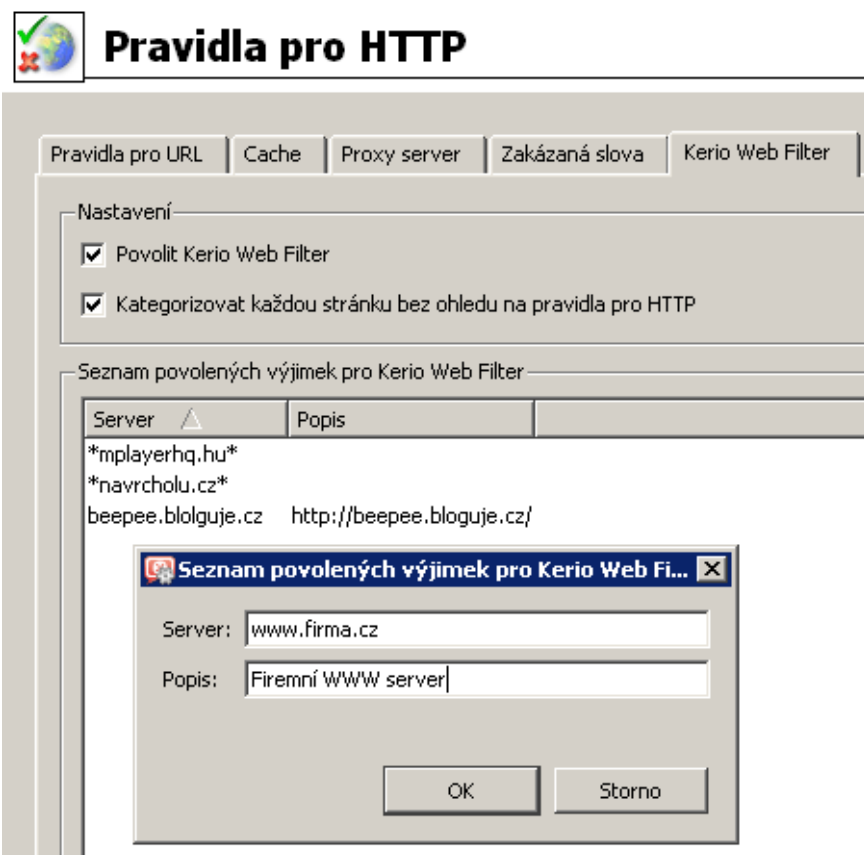 Pravidla pro HTTP
Pravidla pro URL Cache Proxy server Zakázaná slova Kerio Web Filter
Nastavení
Povolit Kerio Web Filter
Kategorizovat každou stránku bez ohledu na pravidla pro HTTP
Seznam povolených výjimek pro Kerio Web Filter
Server Popis
*mplayerhq.hu*
*navrcholu.cz*
beepee.blolguje.cz http://beepee.bloguje.cz/
Seznam povolených výjimek pro Kerio Web Fi...
Server: www.firma.cz
Popis: Firemní WWW server
OK Storno